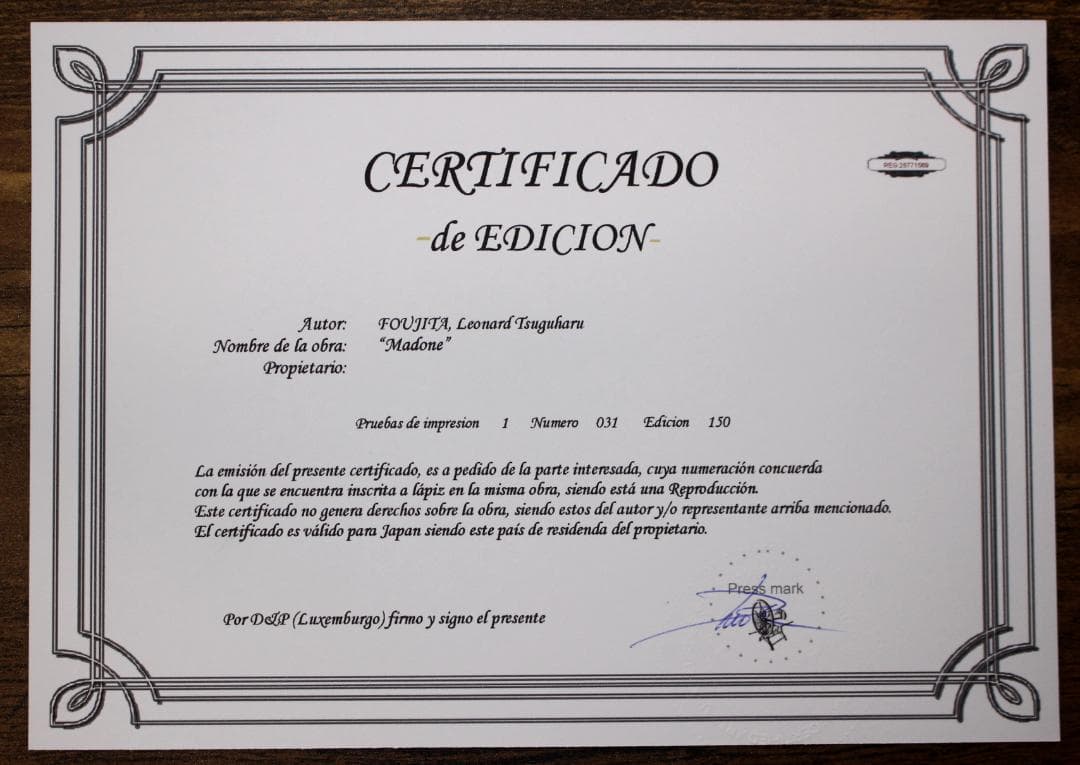 CERTIFICADO
-de EDICION-
REG 26771569
Autor: FOUJITA, Leonard Tsuguharu
Nombre de la obra: “Madone”
Propietario:
Pruebas de impresion 1 Numero 031 Edicion 150
La emisión del presente certificado, es a pedido de la parte interesada, cuya numeración concuerda
con la que se encuentra inscrita a lápiz en la misma obra, siendo está una Reproducción.
Este certificado no genera derechos sobre la obra, siendo estos del autor y/o representante arriba mencionado.
El certificado es válido para Japan siendo este país de residenda del propietario.
Press mark
Por D&P (Luxemburgo) firmo y signo el presente